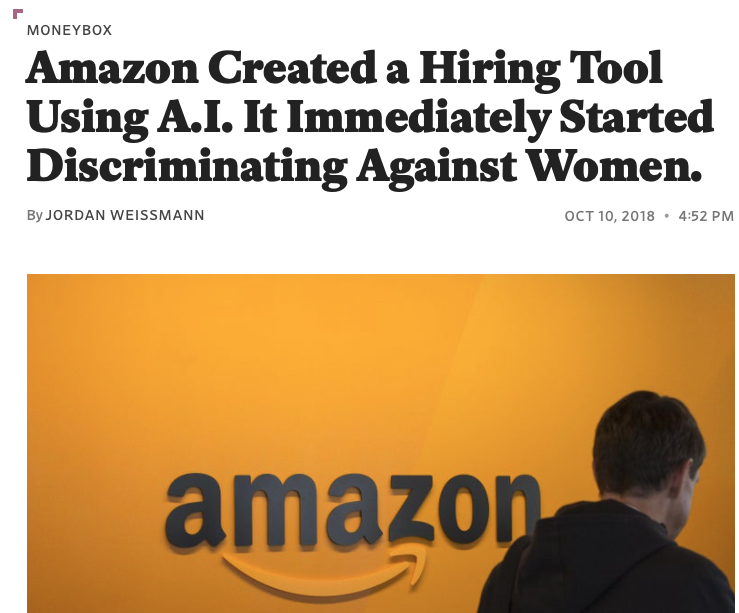 MONEYBOX
Amazon Created a Hiring Tool
Using A.I. It Immediately Started
Discriminating Against Women.
By JORDAN WEISSMANN
OCT 10, 2018 • 4:52 PM
amazon